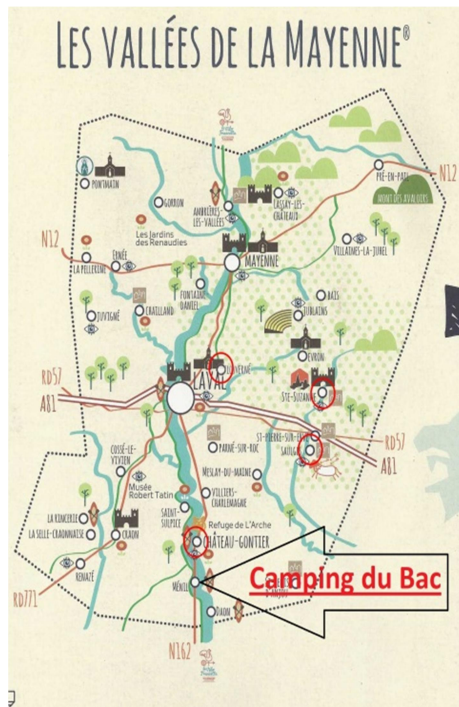 LES VALLÉES DE LA MAYENNE®
PRÉ-EN-PAIL
N12
MONT DES AVALOIRS
PONTMAIN
GORRON
AMBRIÈRES-
LES-VALLÉES
LASSAY-LES-
CHÂTEAUX
Les Jardins
des Renaudies
VILLAINES-LA-JUHEL
N12
ERNÉE
LA PELLERINE
MAYENNE
FONTAINE
DANIEL
BAIS
JUVIGNÉ
CHAILLAND
JUBLAINS
EVRON
LOUVERNÉ
RD57
A81
STE-SUZANNE
ST-PIERRE-SUR-ERVE
RD57
SAULGES
A81
COSSÉ-LE-
VIVIEN
PARNÉ-SUR-ROC
Musée
Robert Tatin
MESLAY-DU-MAINE
VILLIERS-
CHARLEMAGNE
LA RINCERIE
SAINT-
SULPICE
Refuge de L'Arche
LA SELLE-CRAONNAISE
CRAON
CHÂTEAU-GONTIER
RENAZÉ
MÉNIL
Camping du Bac
RD771
DAON
N162